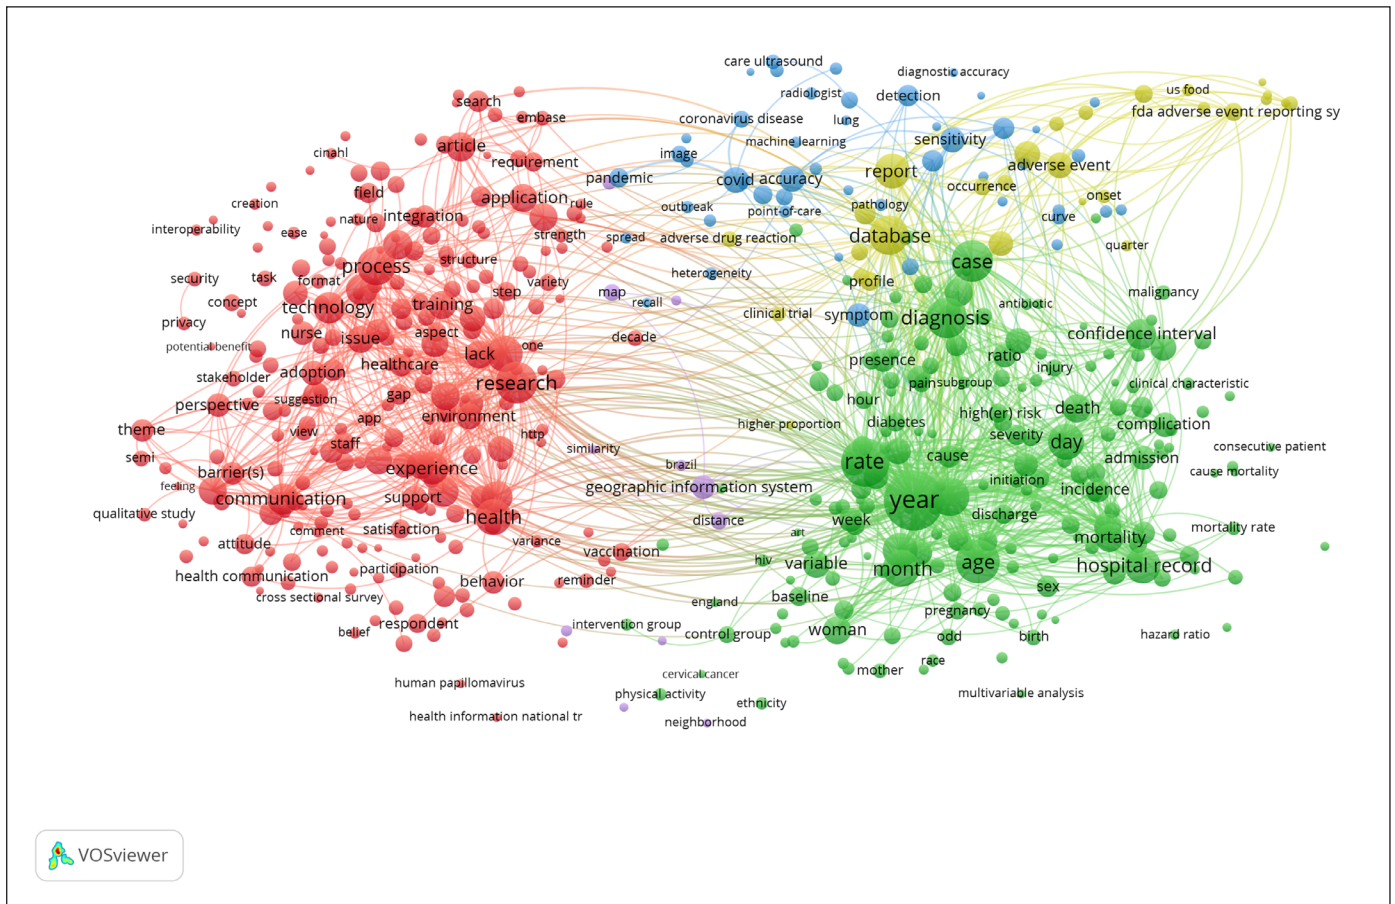 care ultrasound
diagnostic accuracy
us food
radiologist
detection
search
fda adverse event reporting sy
embase
coronavirus disease
lung
machine learning
sensitivity
article
cinahl
requirement
image
adverse event
report
pandemic
covid
accuracy
occurrence
field
application
onset
creation
rule
outbreak
point-of-care
pathology
nature
integration
curve
interoperability
ease
strength
spread
adverse drug reaction
database
quarter
structure
process
case
heterogeneity
security
task
format
variety
profile
step
map
recall
malignancy
concept
technology
training
clinical trial
symptom
antibiotic
diagnosis
privacy
nurse
issue
aspect
decade
confidence interval
potential benefit
one
lack
ratio
healthcare
presence
injury
stakeholder
adoption
research
pain
subgroup
clinical characteristic
gap
suggestion
hour
perspective
death
app
environment
high(er) risk
diabetes
higher proportion
complication
theme
view
http
severity
staff
day
similarity
consecutive patient
semi
cause
admission
brazil
rate
barrier(s)
experience
cause mortality
initiation
feeling
geographic information system
incidence
communication
support
year
qualitative study
health
distance
week
discharge
satisfaction
comment
mortality rate
art
mortality
attitude
variance
vaccination
hiv
variable
month
age
hospital record
health communication
participation
behavior
reminder
sex
cross sectional survey
baseline
england
pregnancy
belief
respondent
intervention group
control group
woman
odd
birth
hazard ratio
race
mother
cervical cancer
human papillomavirus
physical activity
multivariable analysis
ethnicity
health information national tr
neighborhood
VOSviewer